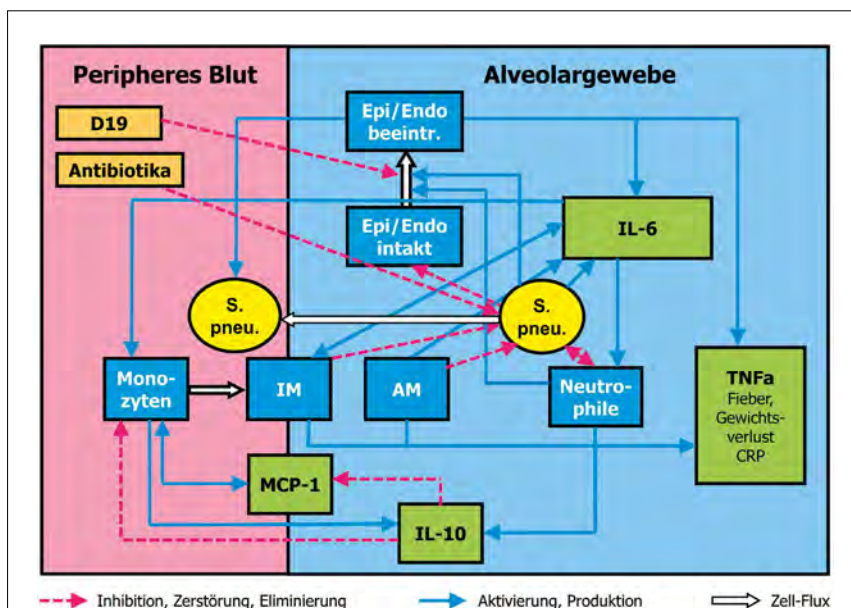 Peripheres Blut
Alveolargewebe
D19
Antibiotika
Epi/Endo
beeintr.
Epi/Endo
intakt
IL-6
S.
pneu.
S.
pneu.
Mono-
zyten
IM
AM
Neutro-
phile
TNFa
Fieber,
Gewichts-
verlust
CRP
MCP-1
IL-10
Inhibition, Zerstörung, Eliminierung
Aktivierung, Produktion
Zell-Flux